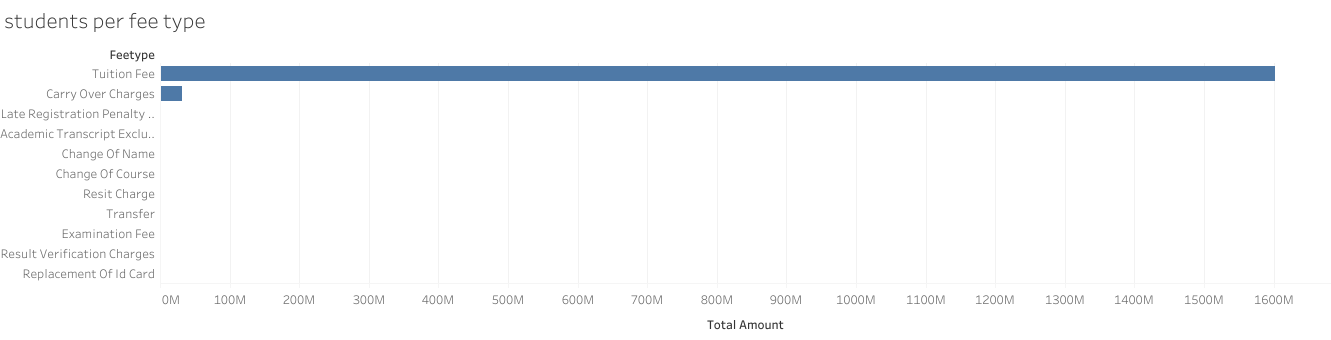 students per fee type
Feetype
Tuition Fee
Carry Over Charges
Late Registration Penalty ..
Academic Transcript Exclu..
Change Of Name
Change Of Course
Resit Charge
Transfer
Examination Fee
Result Verification Charges
Replacement Of Id Card
0M 100M 200M 300M 400M 500M 600M 700M 800M 900M 1000M 1100M 1200M 1300M 1400M 1500M 1600M
Total Amount